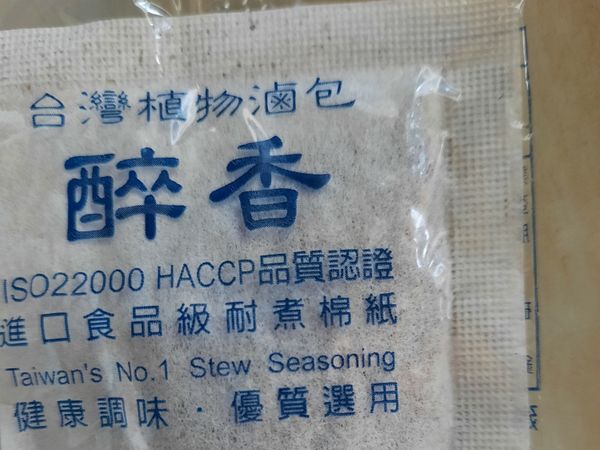 台灣植物滷包
醉香
ISO22000 HACCP品質認證
進口食品級耐煮棉紙
Taiwan's No.1 Stew Seasoning
健康調味·優質選用